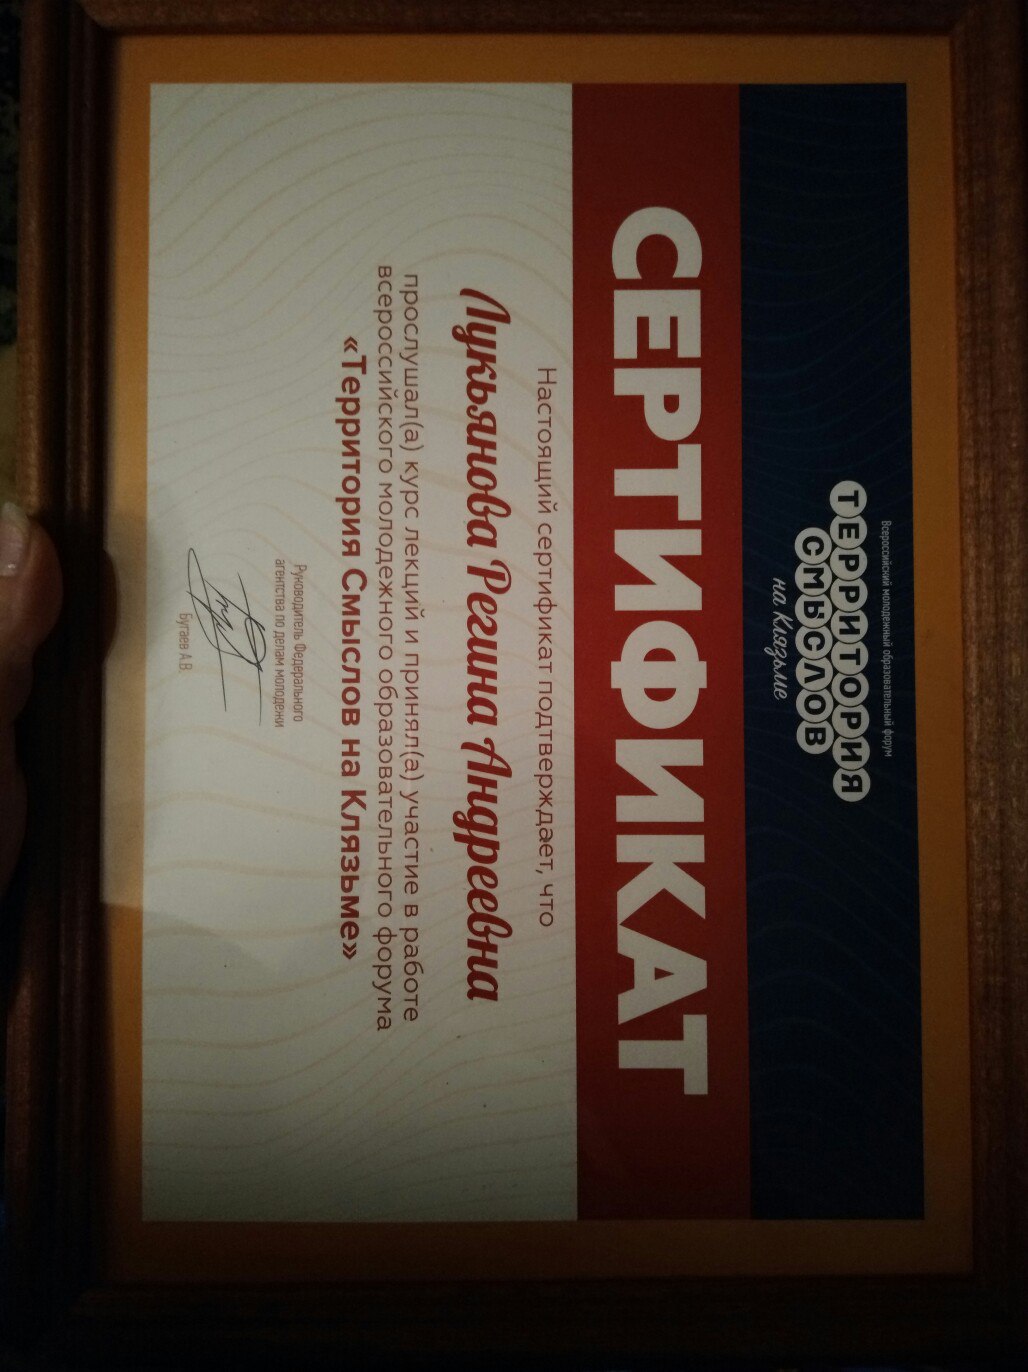 Всероссийский молодежный образовательный форум
ТЕРРИТОРИЯ
СМЫСЛОВ
на Клязьме
СЕРТИФИКАТ
Настоящий сертификат подтверждает, что
Лукьянова Регина Андреевна
прослушал(а) курс лекций и принял(а) участие в работе
всероссийского молодежного образовательного форума
«Территория Смыслов на Клязьме»
Руководитель Федерального
агентства по делам молодежи
Бугаев А.В.